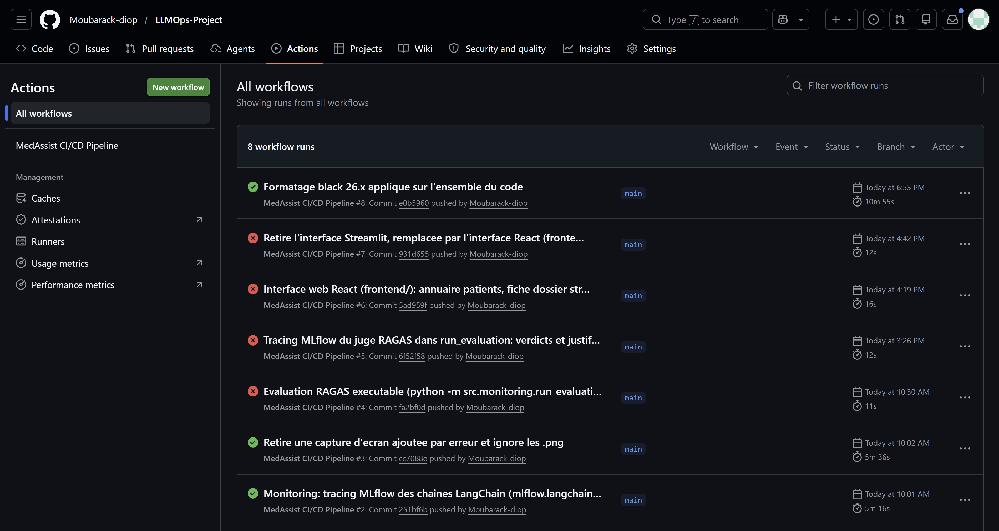 Moubarack-diop / LLMOps-Project
Type / to search
Code
Issues
Pull requests
Agents
Actions
Projects
Wiki
Security and quality
Insights
Settings
Actions
New workflow
All workflows
MedAssist CI/CD Pipeline
Management
Caches
Attestations
Runners
Usage metrics
Performance metrics
All workflows
Showing runs from all workflows
Filter workflow runs
8 workflow runs
Workflow
Event
Status
Branch
Actor
Formatage black 26.x applique sur l'ensemble du code
MedAssist CI/CD Pipeline #8: Commit e0b5960 pushed by Moubarack-diop
main
Today at 6:53 PM
10m 55s
Retire l'interface Streamlit, remplacee par l'interface React (fronte...
MedAssist CI/CD Pipeline #7: Commit 931d655 pushed by Moubarack-diop
main
Today at 4:42 PM
12s
Interface web React (frontend/): annuaire patients, fiche dossier str...
MedAssist CI/CD Pipeline #6: Commit 5ad959f pushed by Moubarack-diop
main
Today at 4:19 PM
16s
Tracing MLflow du juge RAGAS dans run_evaluation: verdicts et justif...
MedAssist CI/CD Pipeline #5: Commit 6f52f58 pushed by Moubarack-diop
main
Today at 3:26 PM
12s
Evaluation RAGAS executable (python -m src.monitoring.run_evaluati...
MedAssist CI/CD Pipeline #4: Commit fa2bf0d pushed by Moubarack-diop
main
Today at 10:30 AM
11s
Retire une capture d'ecran ajoutee par erreur et ignore les .png
MedAssist CI/CD Pipeline #3: Commit cc7088e pushed by Moubarack-diop
main
Today at 10:02 AM
5m 36s
Monitoring: tracing MLflow des chaines LangChain (mlflow.langchain...
MedAssist CI/CD Pipeline #2: Commit 251bf6b pushed by Moubarack-diop
main
Today at 10:01 AM
5m 16s